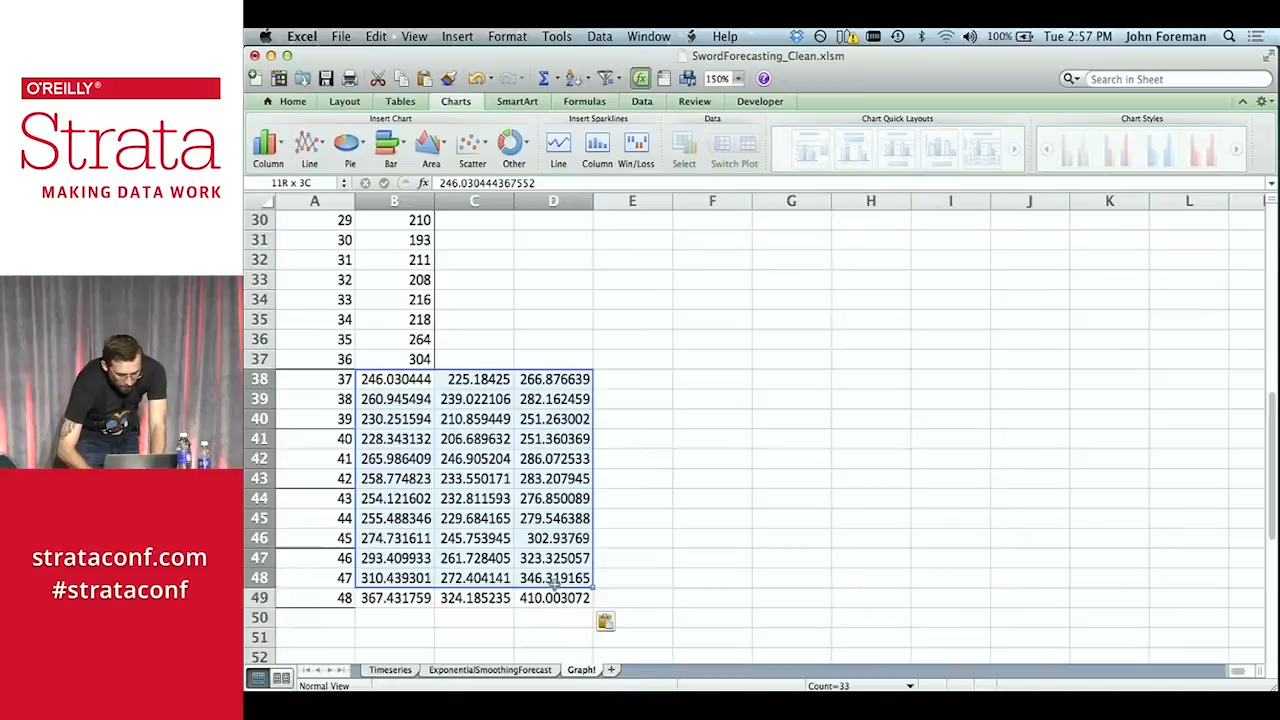 O'REILLY®
Strata
MAKING DATA WORK
strataconf.com
#strataconf
Excel File Edit View Insert Format Tools Data Window Help 100% Tue 2:57 PM John Foreman
SwordForecasting_Clean.xlsm
150% Search in Sheet
Home Layout Tables Charts SmartArt Formulas Data Review Developer
Insert Chart Insert Sparklines Data Chart Quick Layouts Chart Styles
Column Line Pie Bar Area Scatter Other Line Column Win/Loss Select Switch Plot
11R x 3C fx 246.030444367552
A B C D E F G H I J K L
30 29 210
31 30 193
32 31 211
33 32 208
34 33 216
35 34 218
36 35 264
37 36 304
38 37 246.030444 225.18425 266.876639
39 38 260.945494 239.022106 282.162459
40 39 230.251594 210.859449 251.263002
41 40 228.343132 206.689632 251.360369
42 41 265.986409 246.905204 286.072533
43 42 258.774823 233.550171 283.207945
44 43 254.121602 232.811593 276.850089
45 44 255.488346 229.684165 279.546388
46 45 274.731611 245.753945 302.93769
47 46 293.409933 261.728405 323.325057
48 47 310.439301 272.404141 346.319165
49 48 367.431759 324.185235 410.003072
50
51
52
Timeseries ExponentialSmoothingForecast Graph! +
Normal View Count=33